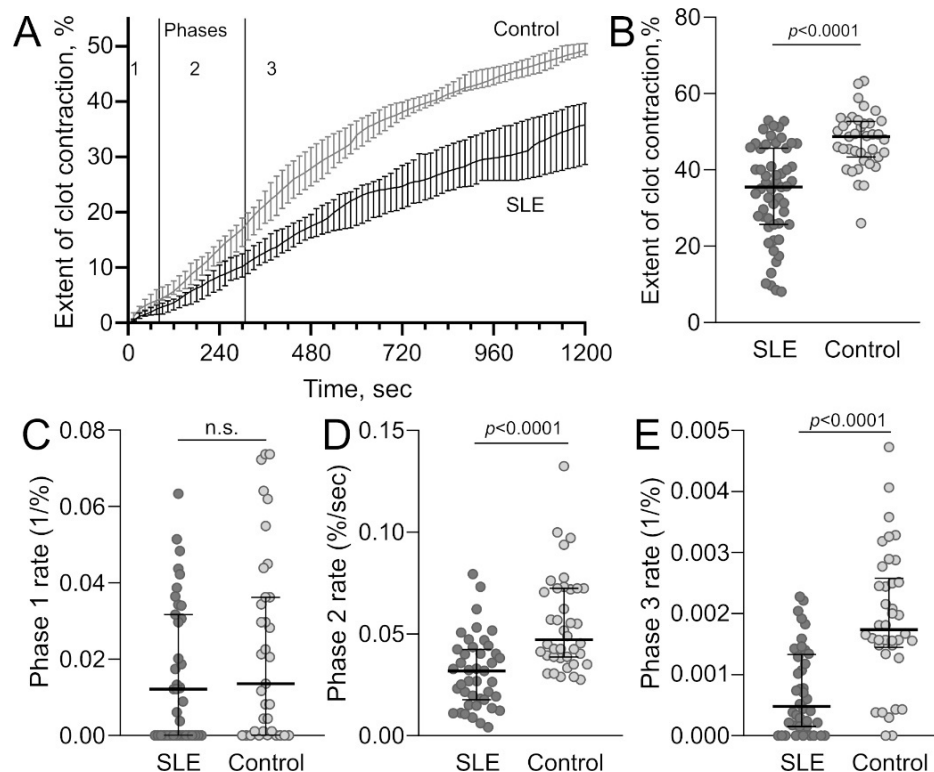 A
Extent of clot contraction, %
50
40
30
20
10
0
Phases
1
2
3
Control
SLE
0
240
480
720
960
1200
Time, sec
B
Extent of clot contraction, %
80
60
40
20
0
p<0.0001
SLE
Control
C
Phase 1 rate (1/%)
0.08
0.06
0.04
0.02
0.00
n.s.
SLE
Control
D
Phase 2 rate (%/sec)
0.15
0.10
0.05
0.00
p<0.0001
SLE
Control
E
Phase 3 rate (1/%)
0.005
0.004
0.003
0.002
0.001
0.000
p<0.0001
SLE
Control